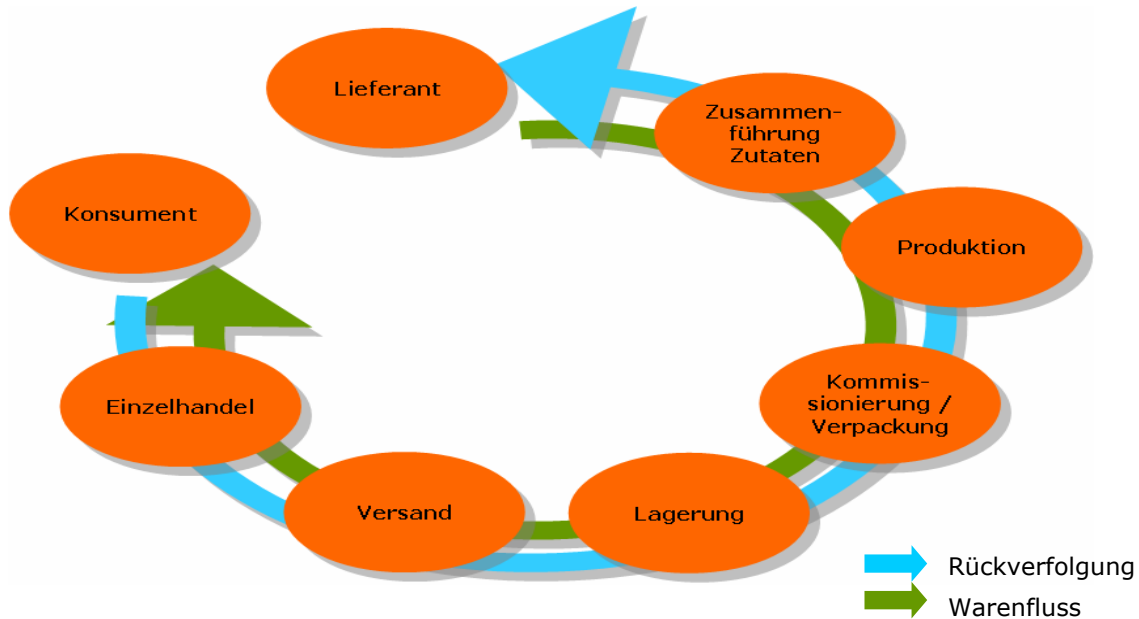 Lieferant
Zusammen-
führung
Zutaten
Konsument
Produktion
Einzelhandel
Kommis-
sionierung /
Verpackung
Versand
Lagerung
Rückverfolgung
Warenfluss